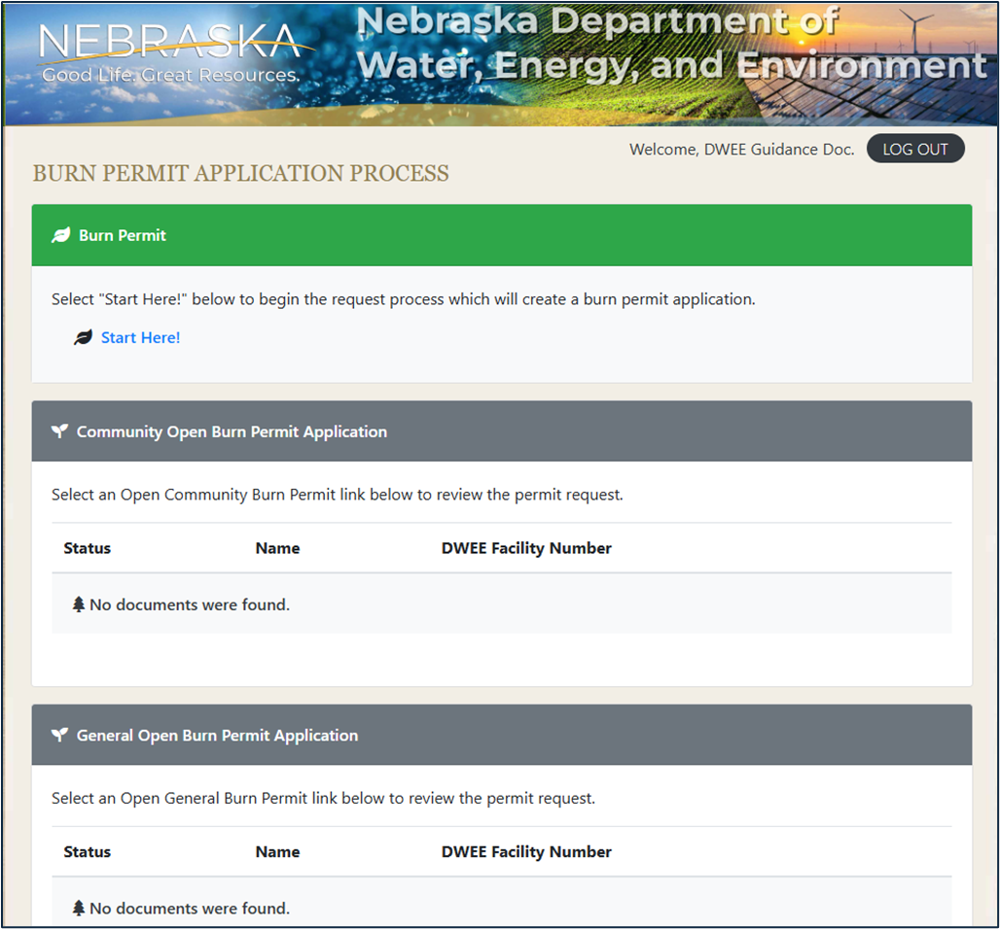 NEBRASKA
Good Life. Great Resources.
Nebraska Department of
Water, Energy, and Environment
Welcome, DWEE Guidance Doc.
LOG OUT
BURN PERMIT APPLICATION PROCESS
Burn Permit
Select "Start Here!" below to begin the request process which will create a burn permit application.
Start Here!
Community Open Burn Permit Application
Select an Open Community Burn Permit link below to review the permit request.
Status Name DWEE Facility Number
No documents were found.
General Open Burn Permit Application
Select an Open General Burn Permit link below to review the permit request.
Status Name DWEE Facility Number
No documents were found.